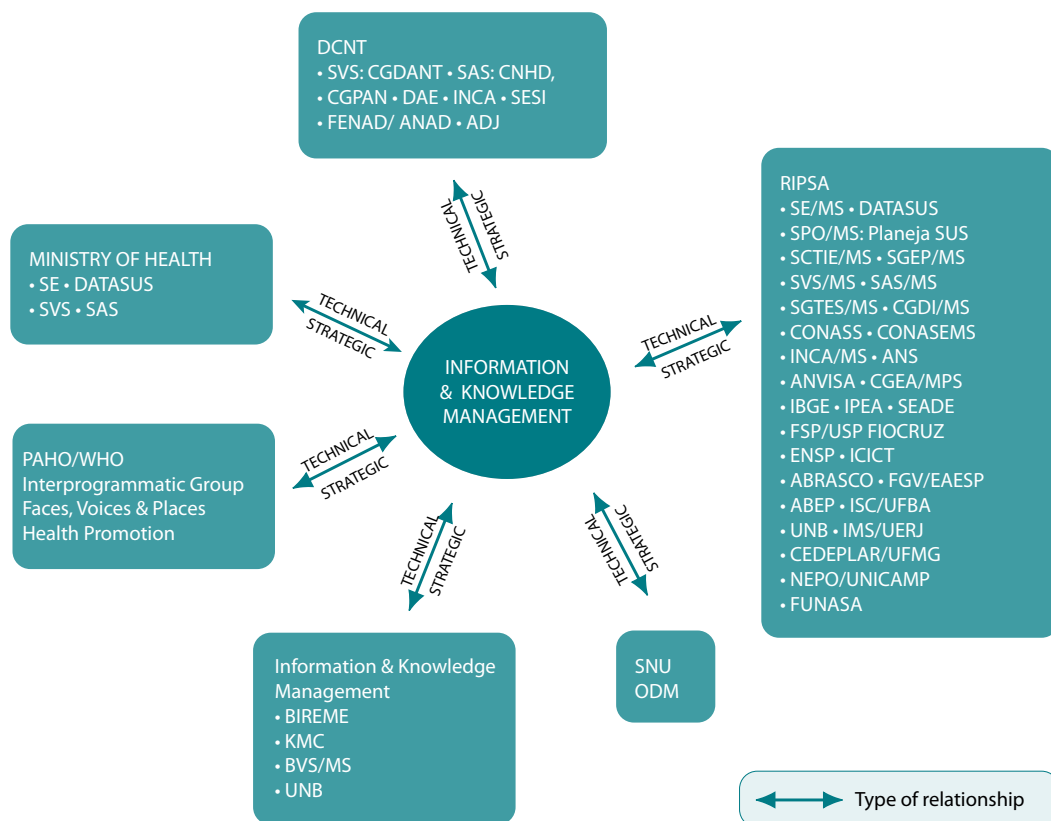 DCNT
• SVS: CGDANT • SAS: CNHD,
• CGPAN • DAE • INCA • SESI
• FENAD/ ANAD • ADJ
TECHNICAL
STRATEGIC
MINISTRY OF HEALTH
• SE • DATASUS
• SVS • SAS
TECHNICAL
STRATEGIC
RIPSA
• SE/MS • DATASUS
• SPO/MS: Planeja SUS
• SCTIE/MS • SGEP/MS
• SVS/MS • SAS/MS
• SGTES/MS • CGDI/MS
• CONASS • CONASEMS
• INCA/MS • ANS
• ANVISA • CGEA/MPS
• IBGE • IPEA • SEADE
• FSP/USP FIOCRUZ
• ENSP • ICICT
• ABRASCO • FGV/EAESP
• ABEP • ISC/UFBA
• UNB • IMS/UERJ
• CEDEPLAR/UFMG
• NEPO/UNICAMP
• FUNASA
TECHNICAL
STRATEGIC
INFORMATION
& KNOWLEDGE
MANAGEMENT
PAHO/WHO
Interprogrammatic Group
Faces, Voices & Places
Health Promotion
TECHNICAL
STRATEGIC
TECHNICAL
STRATEGIC
STRATEGIC
TECHNICAL
Information & Knowledge
Management
• BIREME
• KMC
• BVS/MS
• UNB
SNU
ODM
Type of relationship